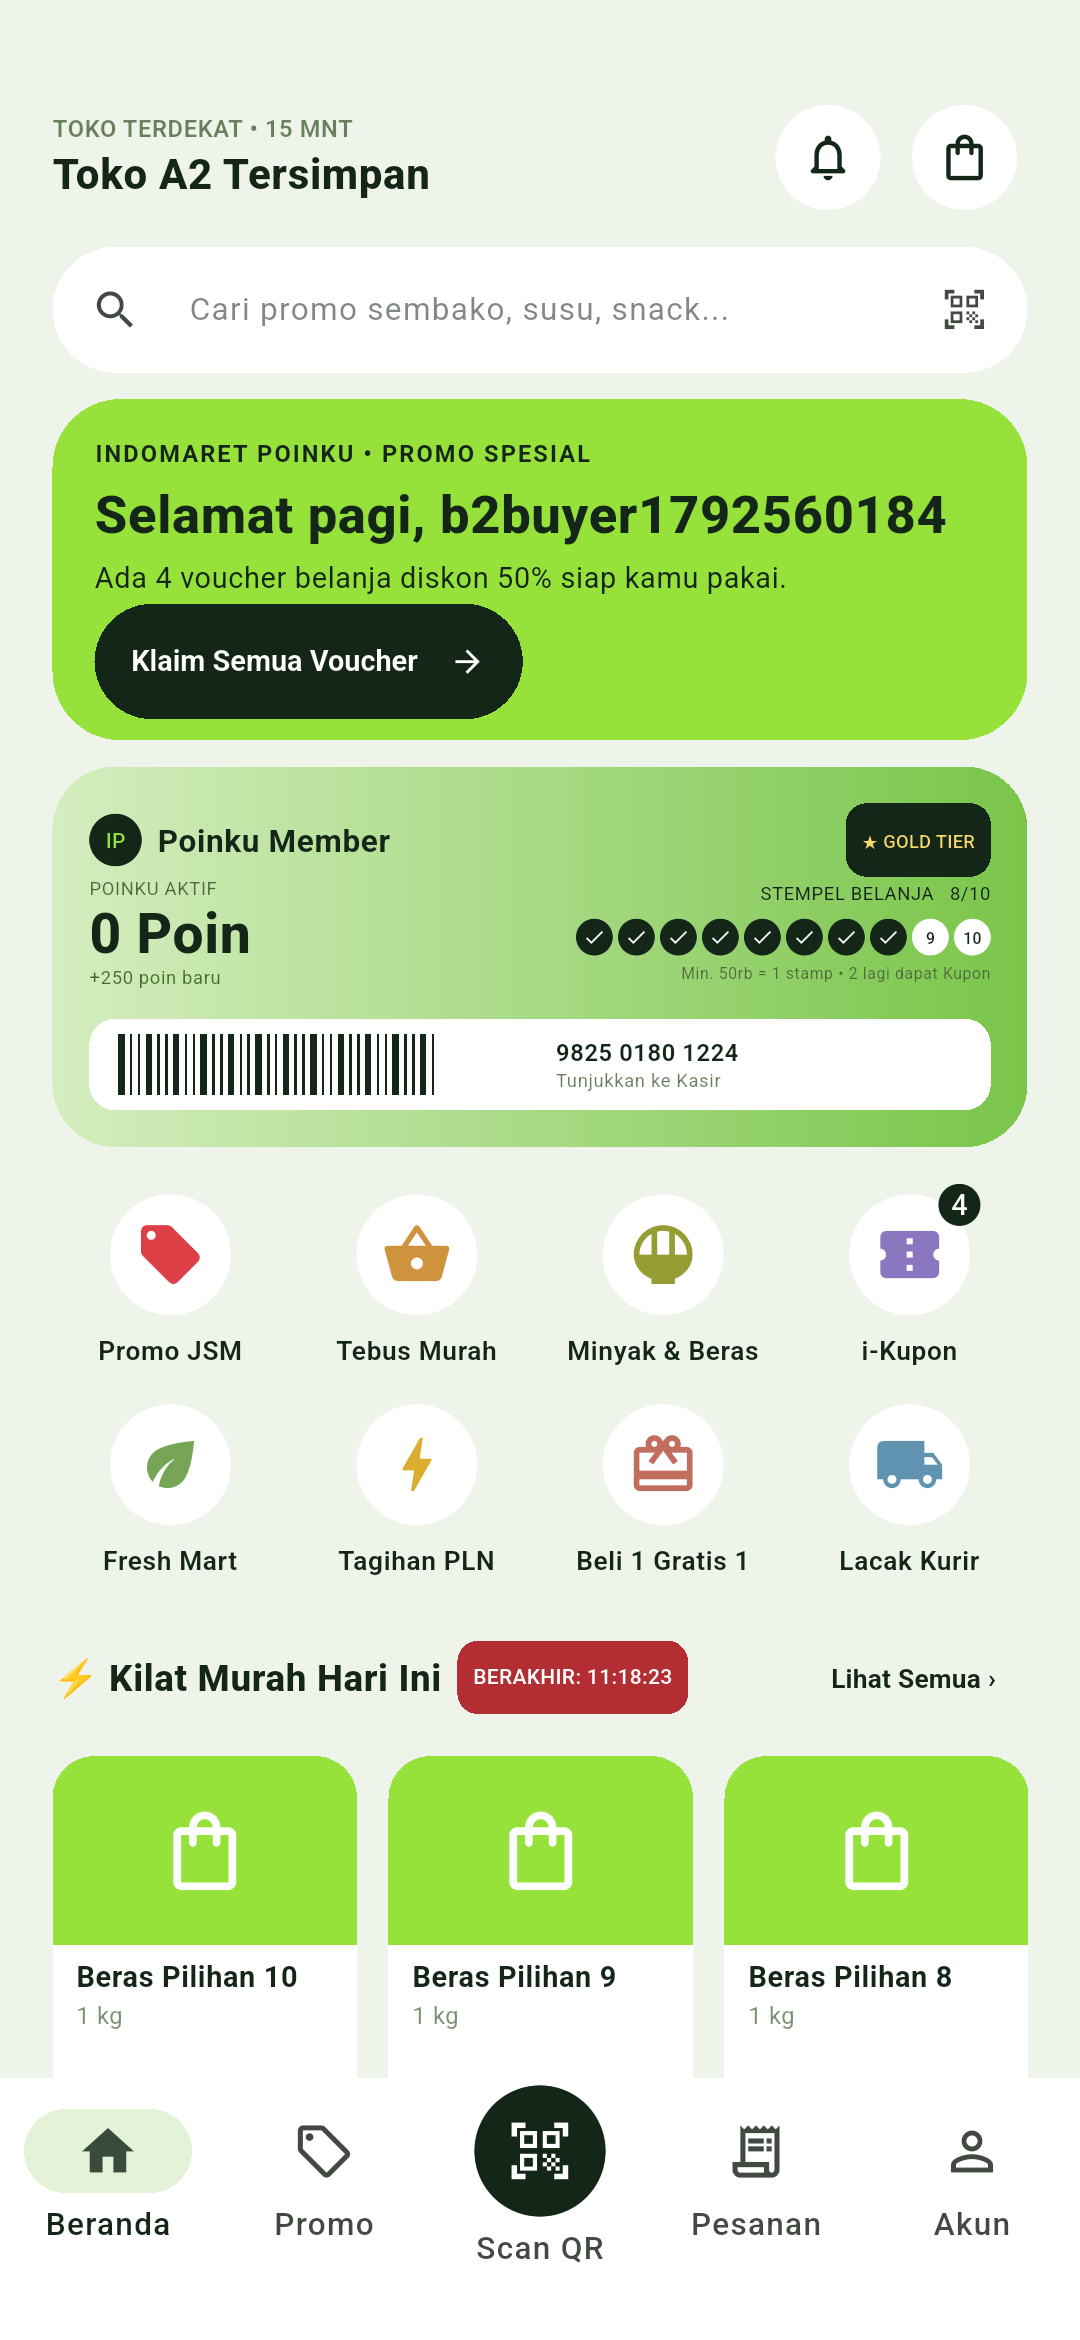 TOKO TERDEKAT • 15 MNT
Toko A2 Tersimpan
Cari promo sembako, susu, snack...
INDOMARET POINKU • PROMO SPESIAL
Selamat pagi, b2buyer1792560184
Ada 4 voucher belanja diskon 50% siap kamu pakai.
Klaim Semua Voucher →
IP Poinku Member
★ GOLD TIER
POINKU AKTIF
STEMPEL BELANJA 8/10
0 Poin
9 10
+250 poin baru
Min. 50rb = 1 stamp • 2 lagi dapat Kupon
9825 0180 1224
Tunjukkan ke Kasir
4
Promo JSM Tebus Murah Minyak & Beras i-Kupon
Fresh Mart Tagihan PLN Beli 1 Gratis 1 Lacak Kurir
⚡ Kilat Murah Hari Ini BERAKHIR: 11:18:23 Lihat Semua ›
Beras Pilihan 10 Beras Pilihan 9 Beras Pilihan 8
1 kg 1 kg 1 kg
Beranda Promo Scan QR Pesanan Akun